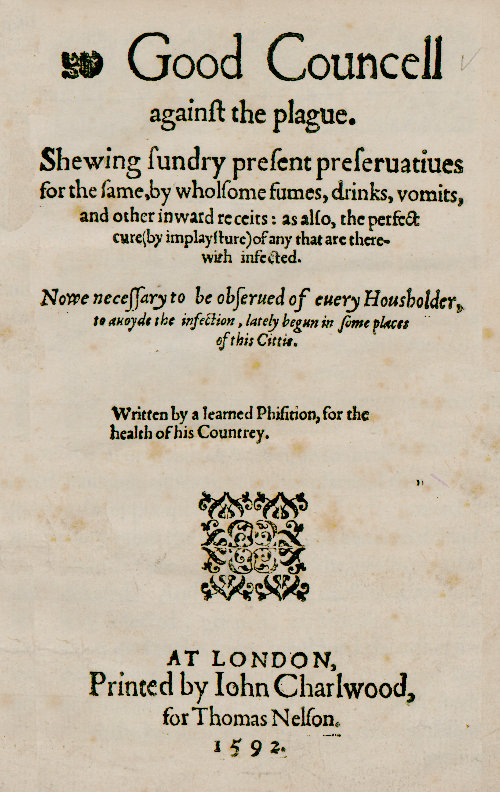 Good Councell
againſt the plague.
Shewing ſundry preſent preſeruatiues
for the ſame, by wholſome fumes, drinks, vomits,
and other inward receits: as alſo, the perfect
cure (by implayſture) of any that are there-
with infected.
Nowe neceſſary to be obſerued of euery Housholder,
to auoyde the infection, lately begun in ſome places
of this Cittie.
Written by a learned Phiſition, for the
health of his Countrey.
AT LONDON,
Printed by Iohn Charlwood,
for Thomas Nelſon.
1592.